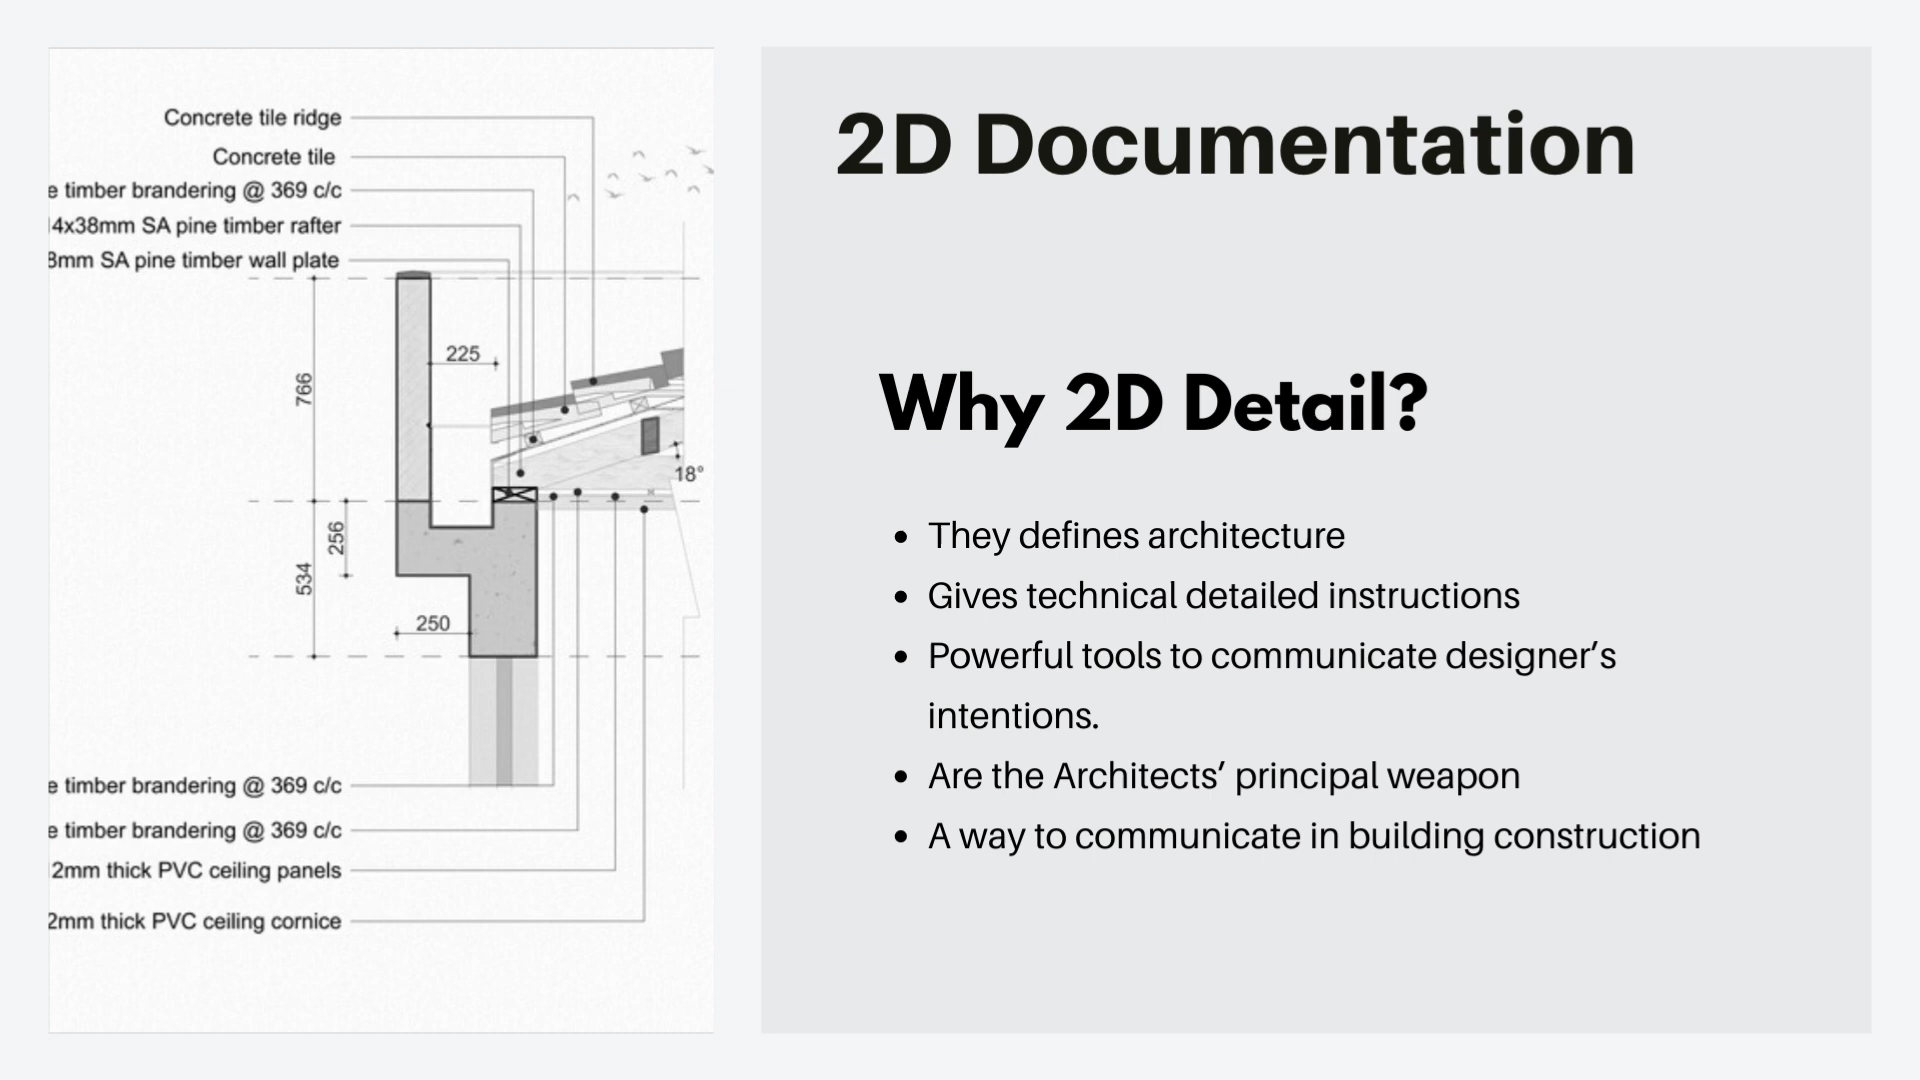 Concrete tile ridge
Concrete tile
e timber brandering @ 369 c/c
4x38mm SA pine timber rafter
8mm SA pine timber wall plate
225
766
18°
256
534
250
e timber brandering @ 369 c/c
e timber brandering @ 369 c/c
2mm thick PVC ceiling panels
2mm thick PVC ceiling cornice
2D Documentation
Why 2D Detail?
• They defines architecture
• Gives technical detailed instructions
• Powerful tools to communicate designer’s
intentions.
• Are the Architects’ principal weapon
• A way to communicate in building construction